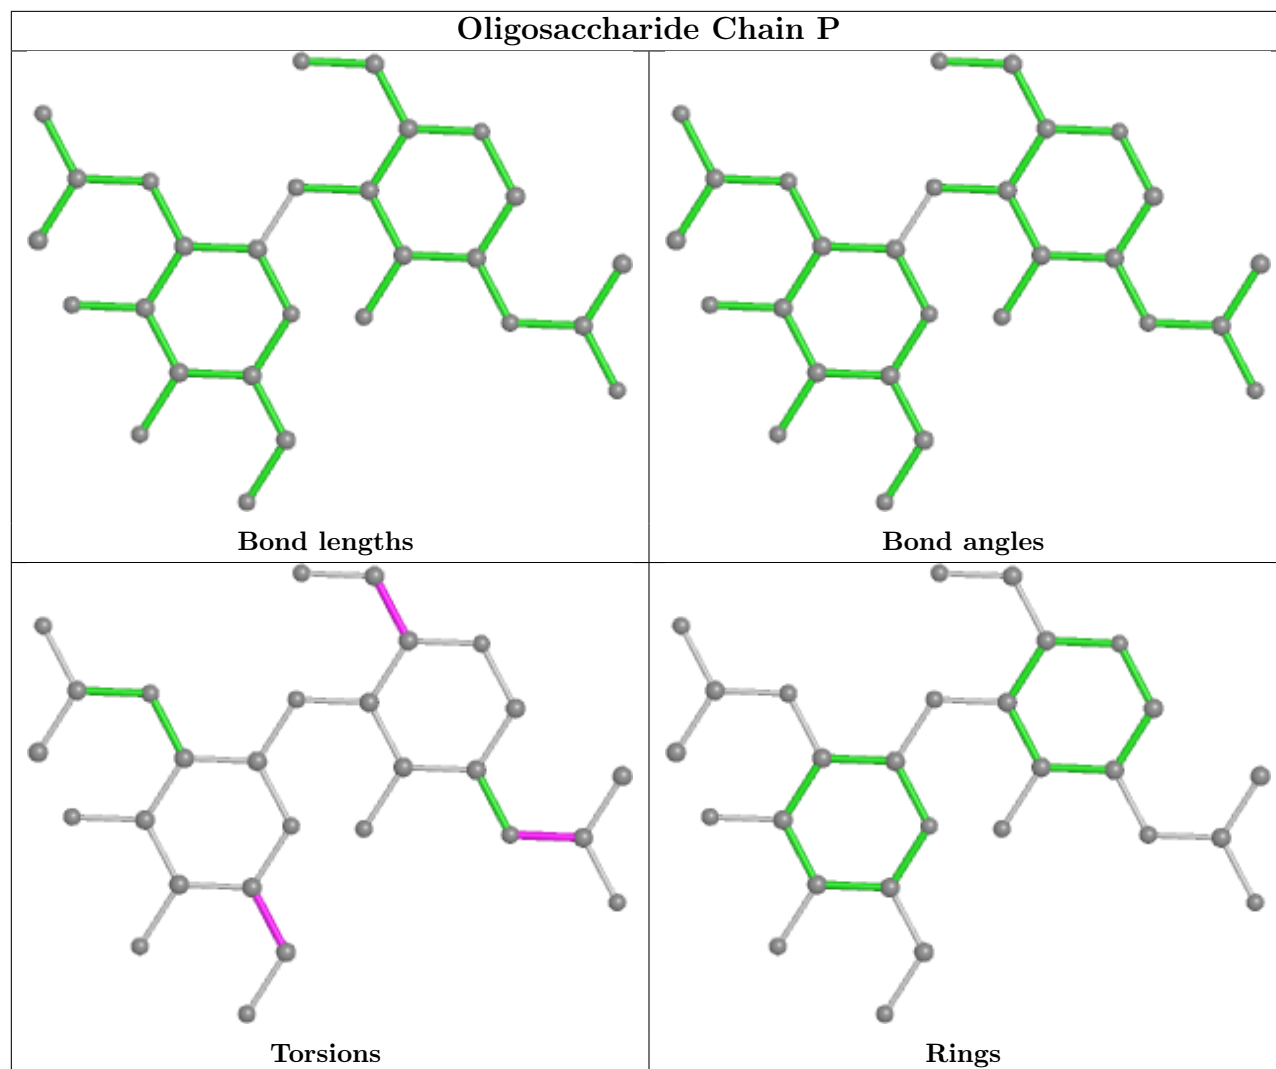 Oligosaccharide Chain P
Bond lengths
Bond angles
Torsions
Rings